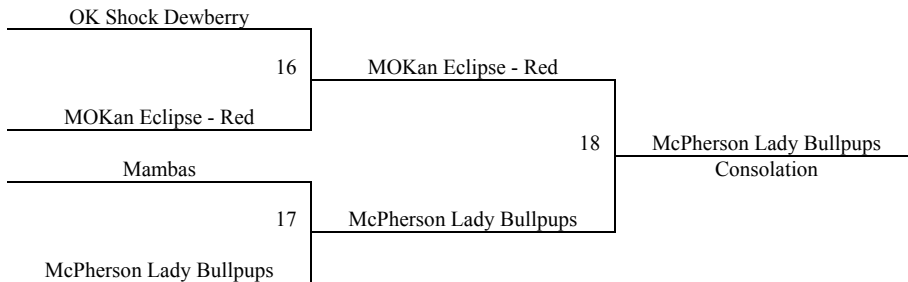 OK Shock Dewberry
16
MOKan Eclipse - Red
MOKan Eclipse - Red
18
McPherson Lady Bullpups
Consolation
Mambas
17
McPherson Lady Bullpups
McPherson Lady Bullpups